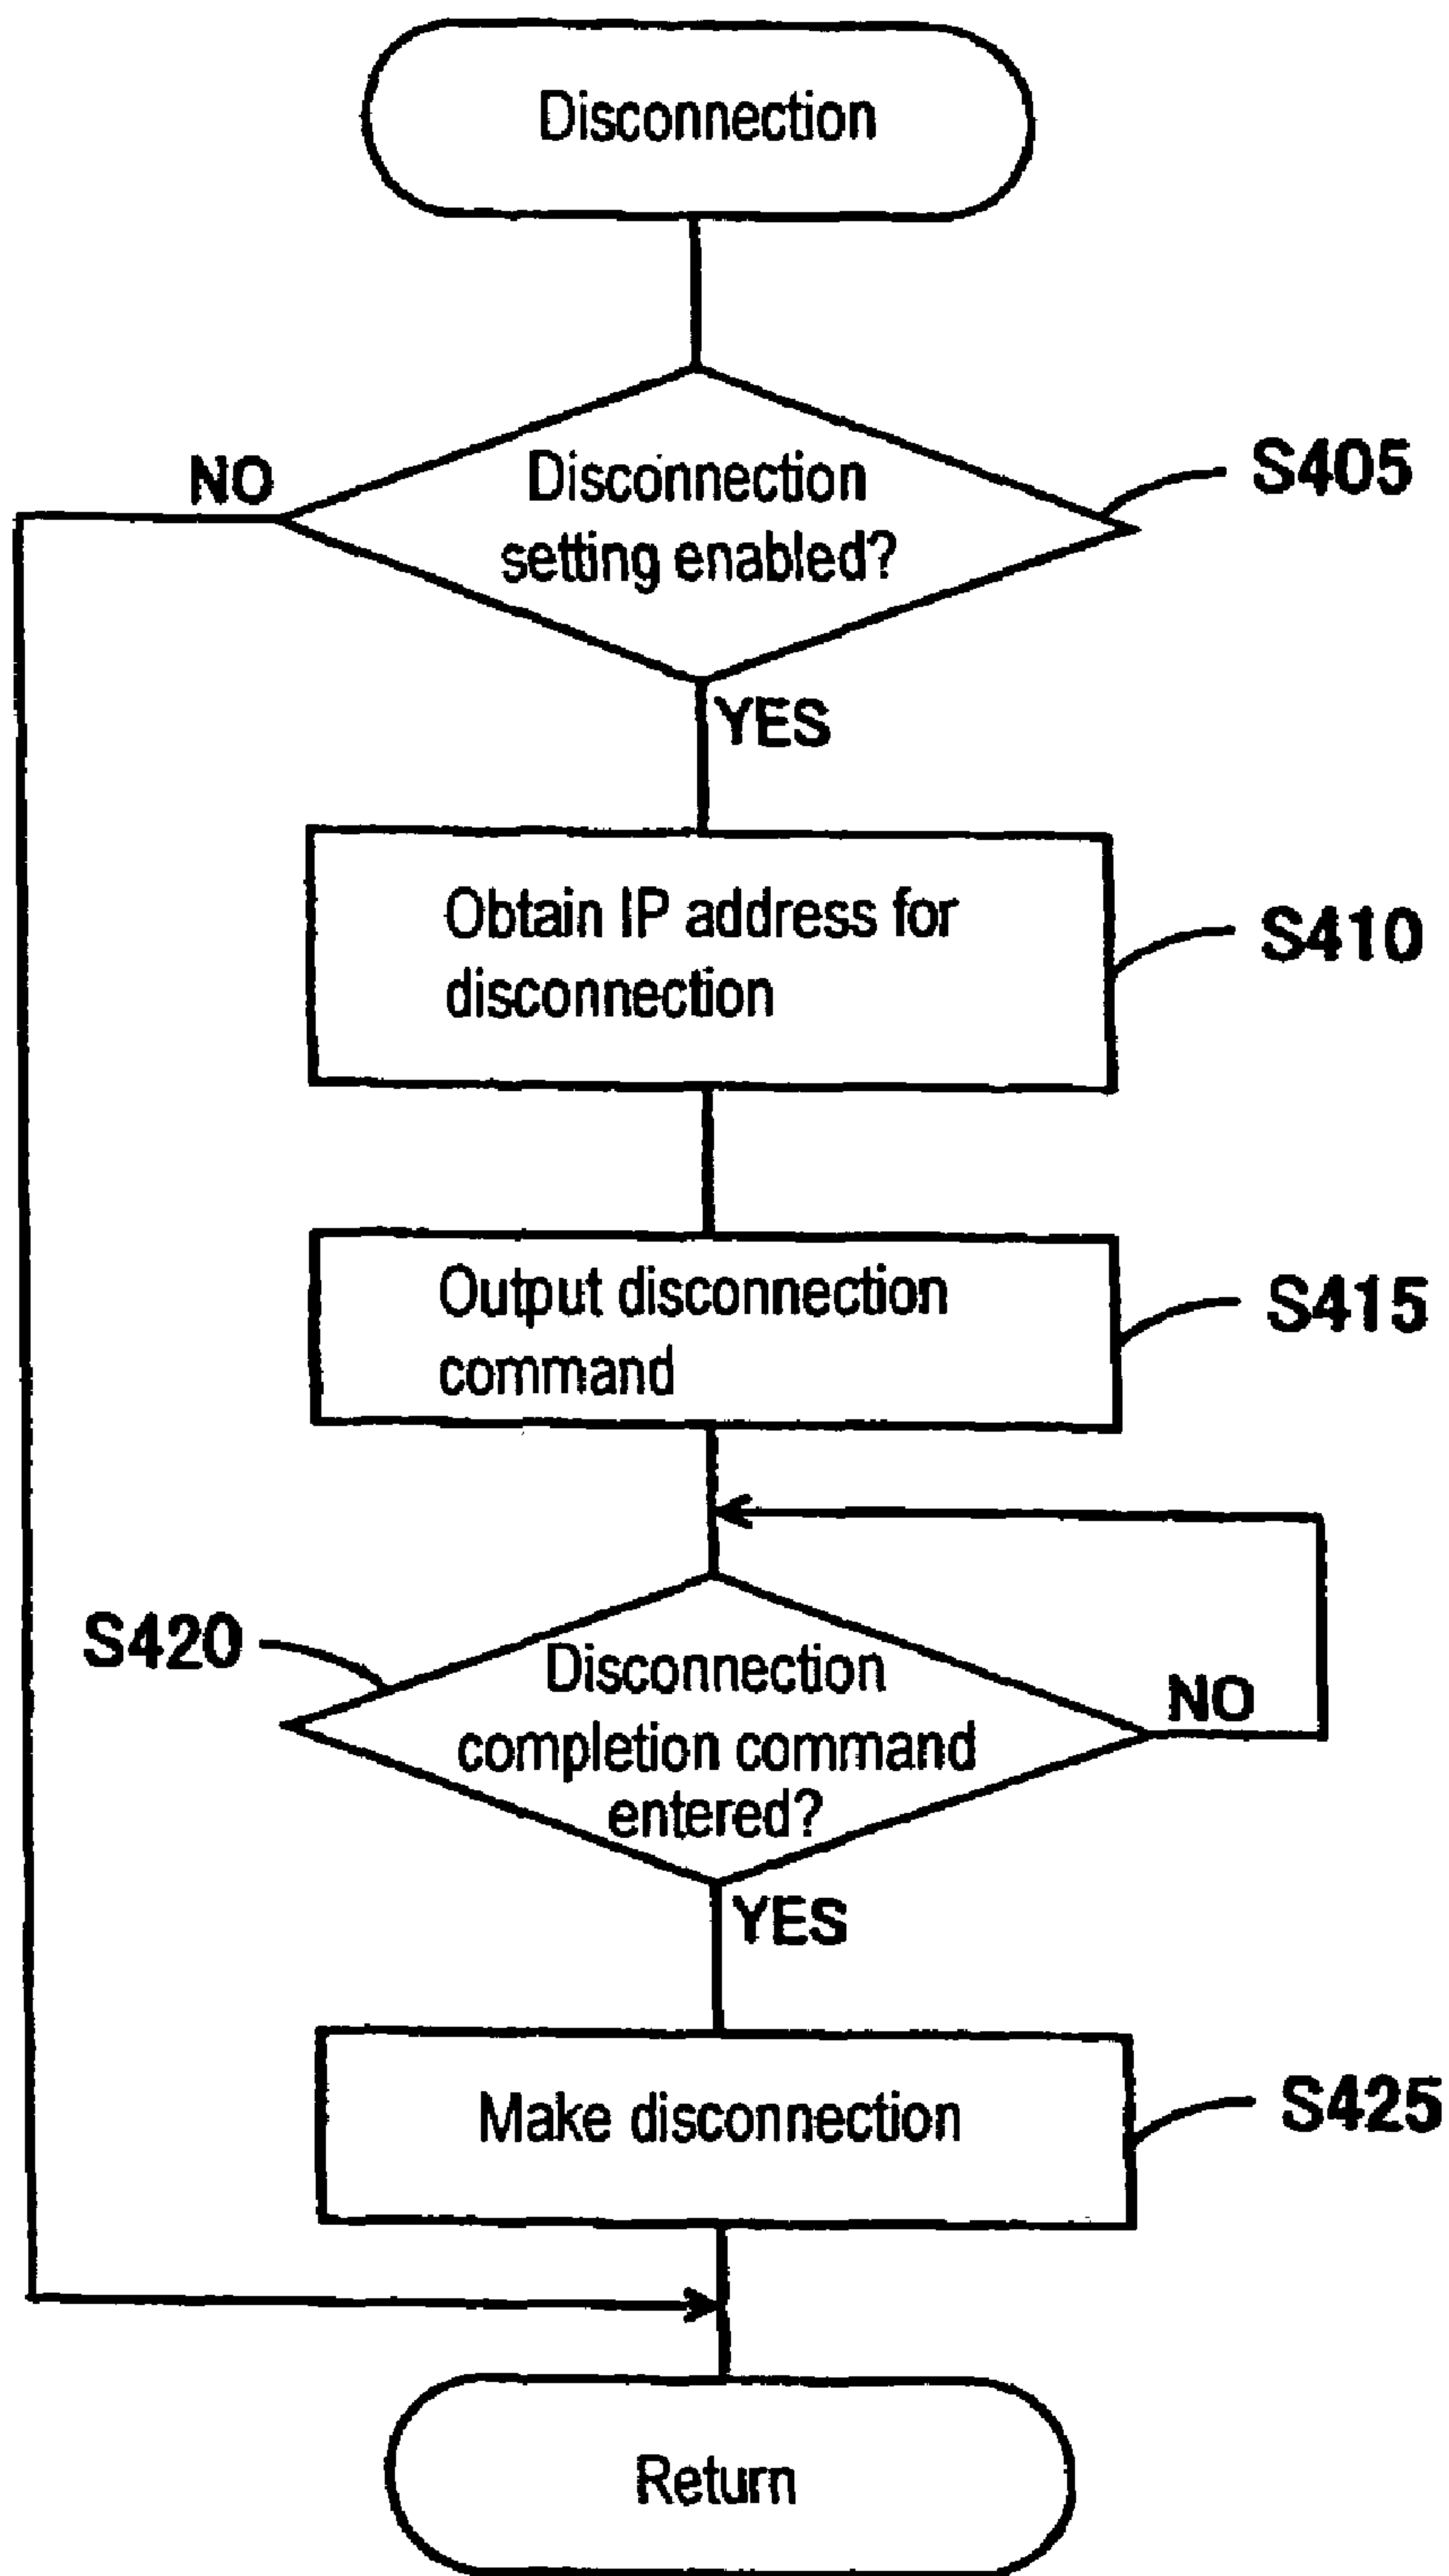 Disconnection
NO
Disconnection
setting enabled?
S405
YES
Obtain IP address for
disconnection
S410
Output disconnection
command
S415
S420
Disconnection
completion command
entered?
NO
YES
Make disconnection
S425
Return